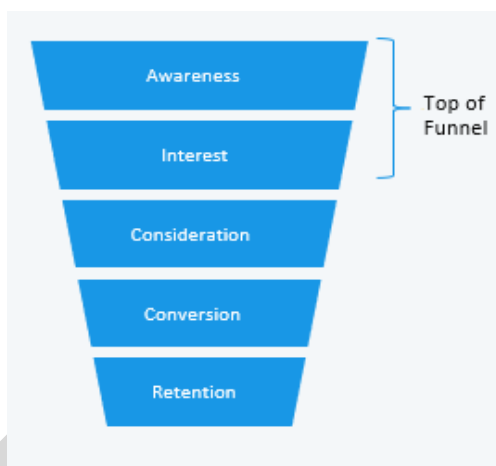 Awareness
Top of
Funnel
Interest
Consideration
Conversion
Retention